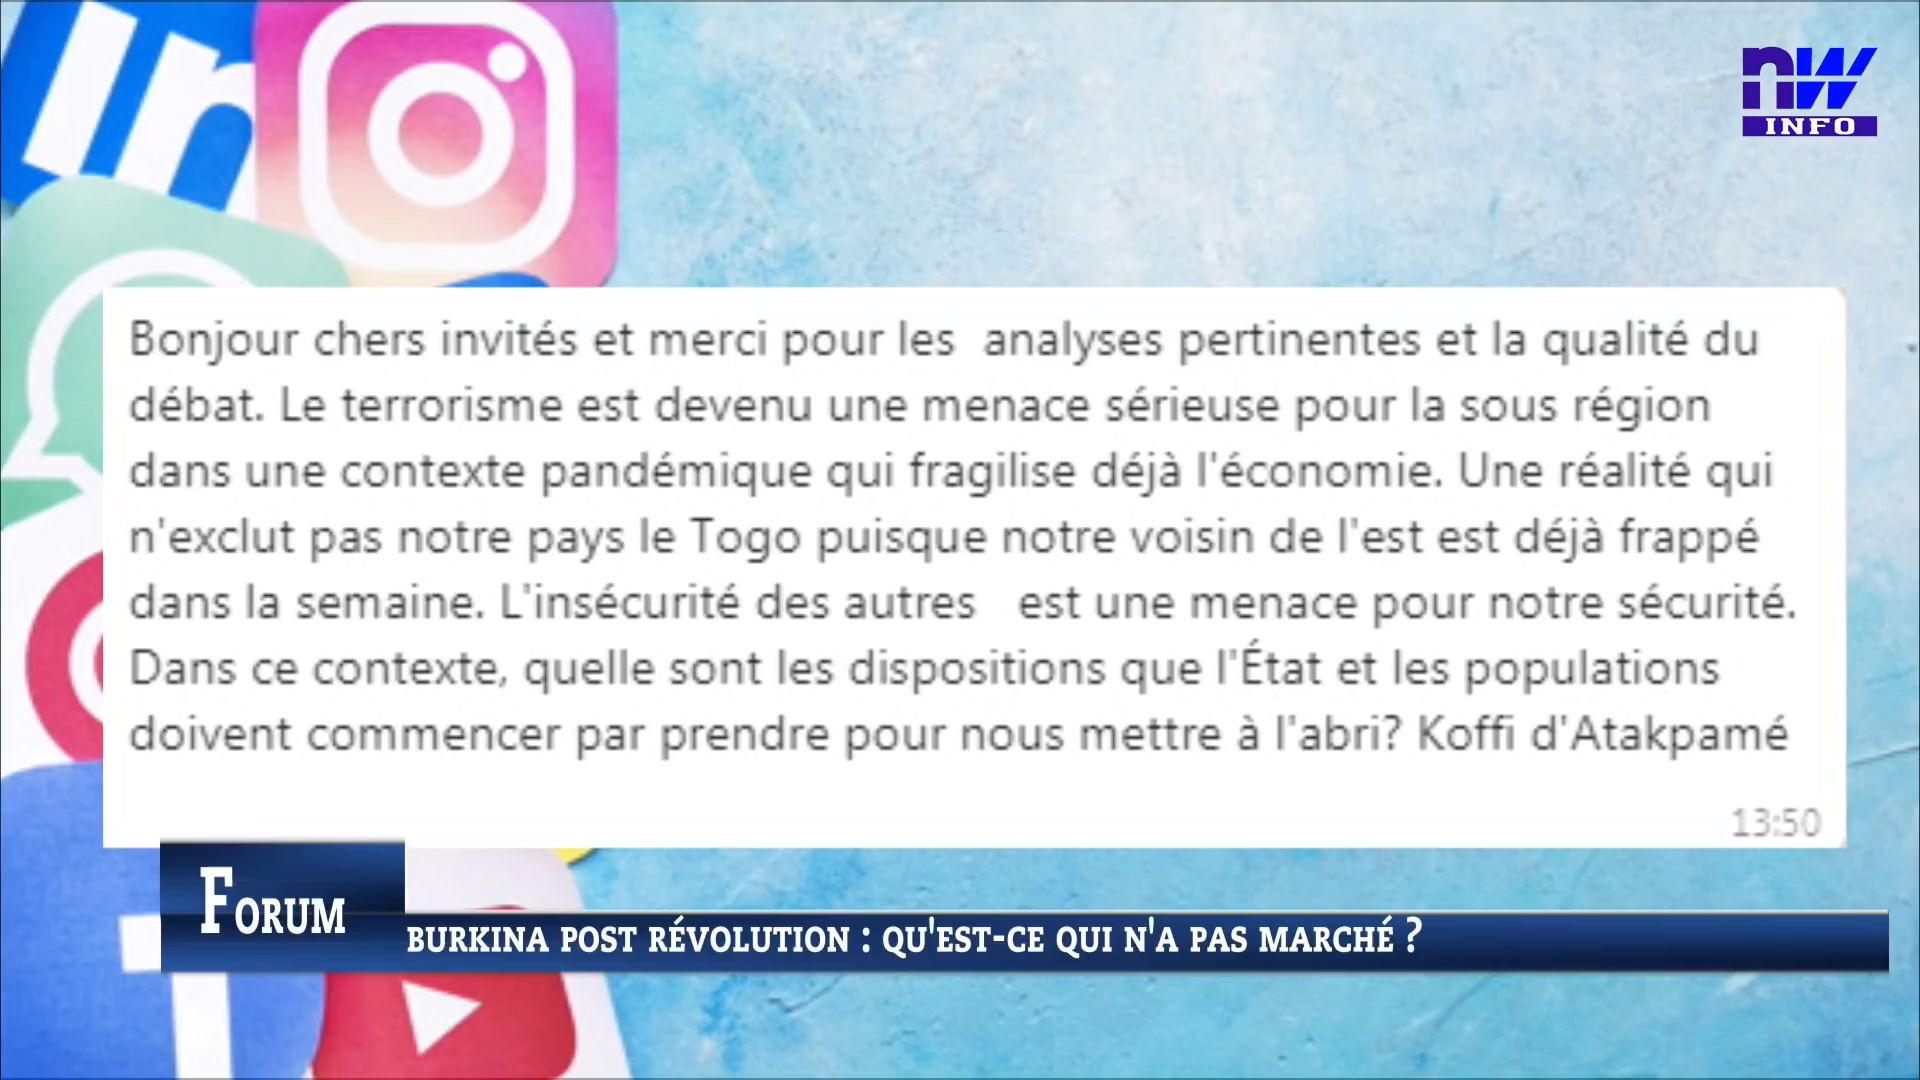 in
nw
INFO
Bonjour chers invités et merci pour les analyses pertinentes et la qualité du
débat. Le terrorisme est devenu une menace sérieuse pour la sous région
dans une contexte pandémique qui fragilise déjà l'économie. Une réalité qui
n'exclut pas notre pays le Togo puisque notre voisin de l'est est déjà frappé
dans la semaine. L'insécurité des autres est une menace pour notre sécurité.
Dans ce contexte, quelle sont les dispositions que l'État et les populations
doivent commencer par prendre pour nous mettre à l'abri? Koffi d'Atakpamé
13:50
FORUM
BURKINA POST RÉVOLUTION : QU'EST-CE QUI N'A PAS MARCHÉ ?